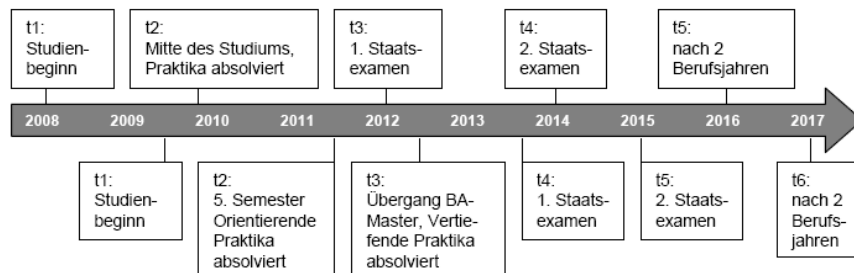 t1:
Studien-
beginn
t2:
Mitte des Studiums,
Praktika absolviert
t3:
1. Staats-
examen
t4:
2. Staats-
examen
t5:
nach 2
Berufsjahren
2008 2009 2010 2011 2012 2013 2014 2015 2016 2017
t1:
Studien-
beginn
t2:
5. Semester
Orientierende
Praktika
absolviert
t3:
Übergang BA-
Master, Vertie-
fende Praktika
absolviert
t4:
1. Staats-
examen
t5:
2. Staats-
examen
t6:
nach 2
Berufs-
jahren